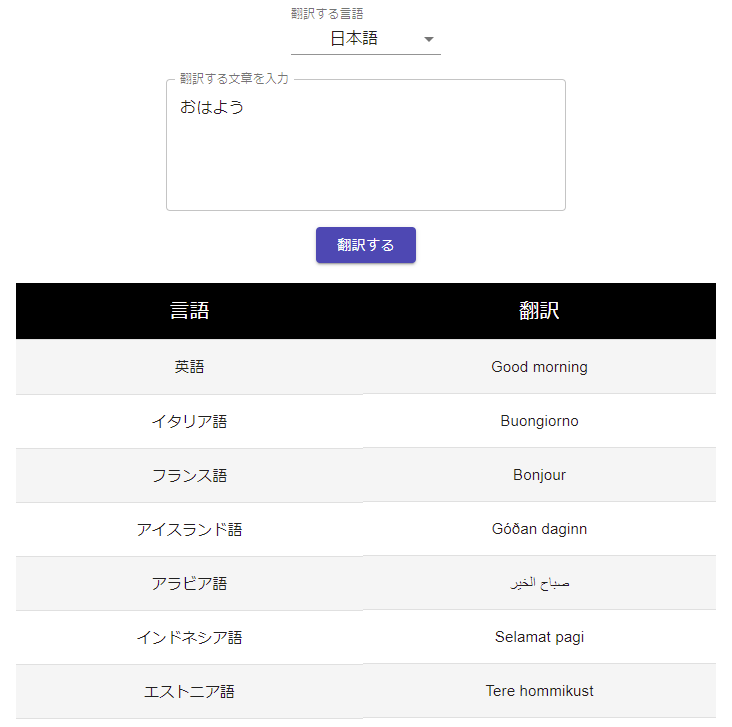 翻訳する言語
日本語
翻訳する文章を入力
おはよう
翻訳する
言語 翻訳
英語 Good morning
イタリア語 Buongiorno
フランス語 Bonjour
アイスランド語 Góðan daginn
アラビア語 صباح الخير
インドネシア語 Selamat pagi
エストニア語 Tere hommikust